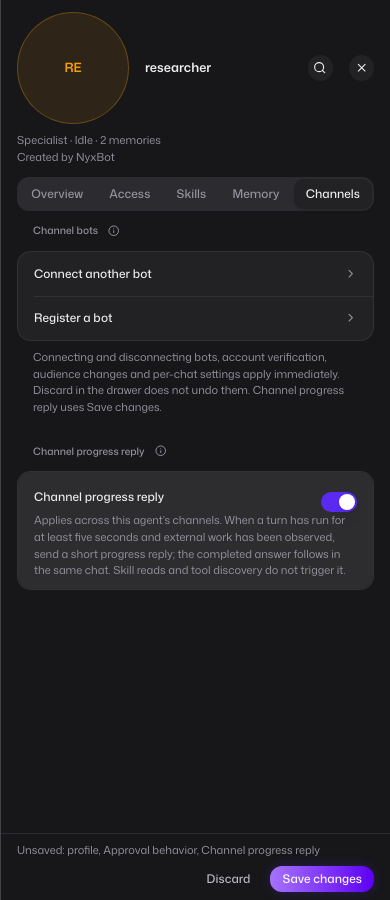 RE
researcher
Specialist · Idle · 2 memories
Created by NyxBot
Overview Access Skills Memory Channels
Channel bots
Connect another bot
Register a bot
Connecting and disconnecting bots, account verification,
audience changes and per-chat settings apply immediately.
Discard in the drawer does not undo them. Channel progress
reply uses Save changes.
Channel progress reply
Channel progress reply
Applies across this agent's channels. When a turn has run for
at least five seconds and external work has been observed,
send a short progress reply; the completed answer follows in
the same chat. Skill reads and tool discovery do not trigger it.
Unsaved: profile, Approval behavior, Channel progress reply
Discard Save changes